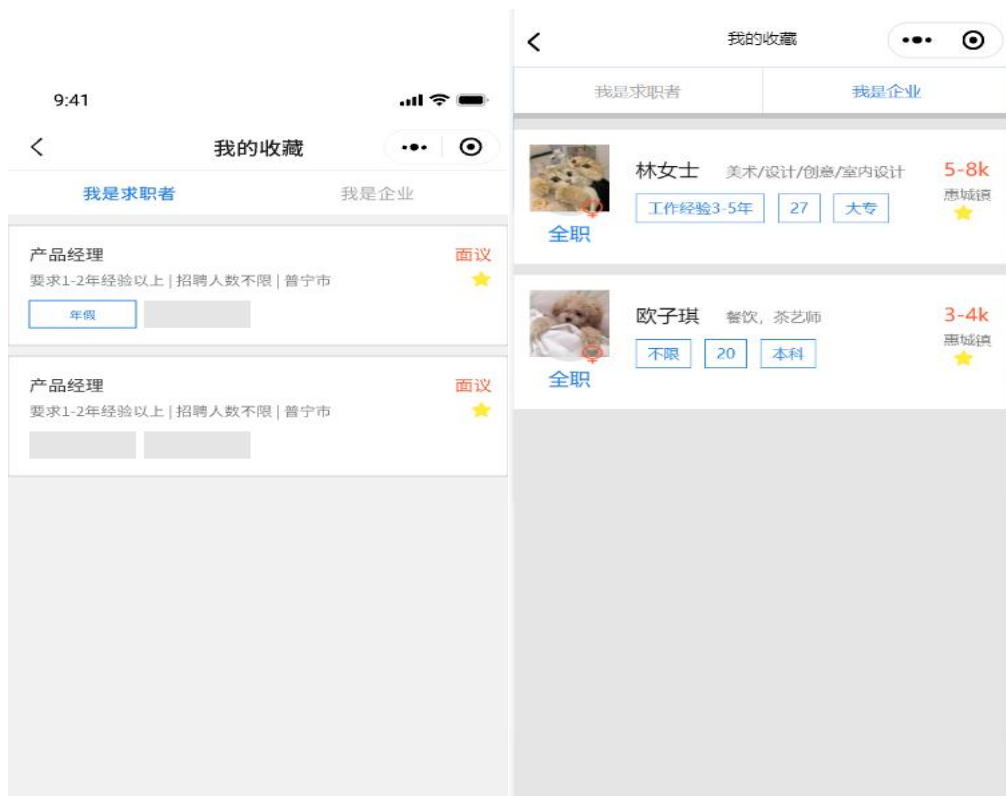 9:41
我的收藏
我是求职者 我是企业
产品经理 面议
要求1-2年经验以上 | 招聘人数不限 | 普宁市
年假
产品经理 面议
要求1-2年经验以上 | 招聘人数不限 | 普宁市
我的收藏
我是求职者 我是企业
林女士 美术/设计/创意/室内设计 5-8k
工作经验3-5年 27 大专 惠城镇
全职
欧子琪 餐饮，茶艺师 3-4k
不限 20 本科 惠城镇
全职